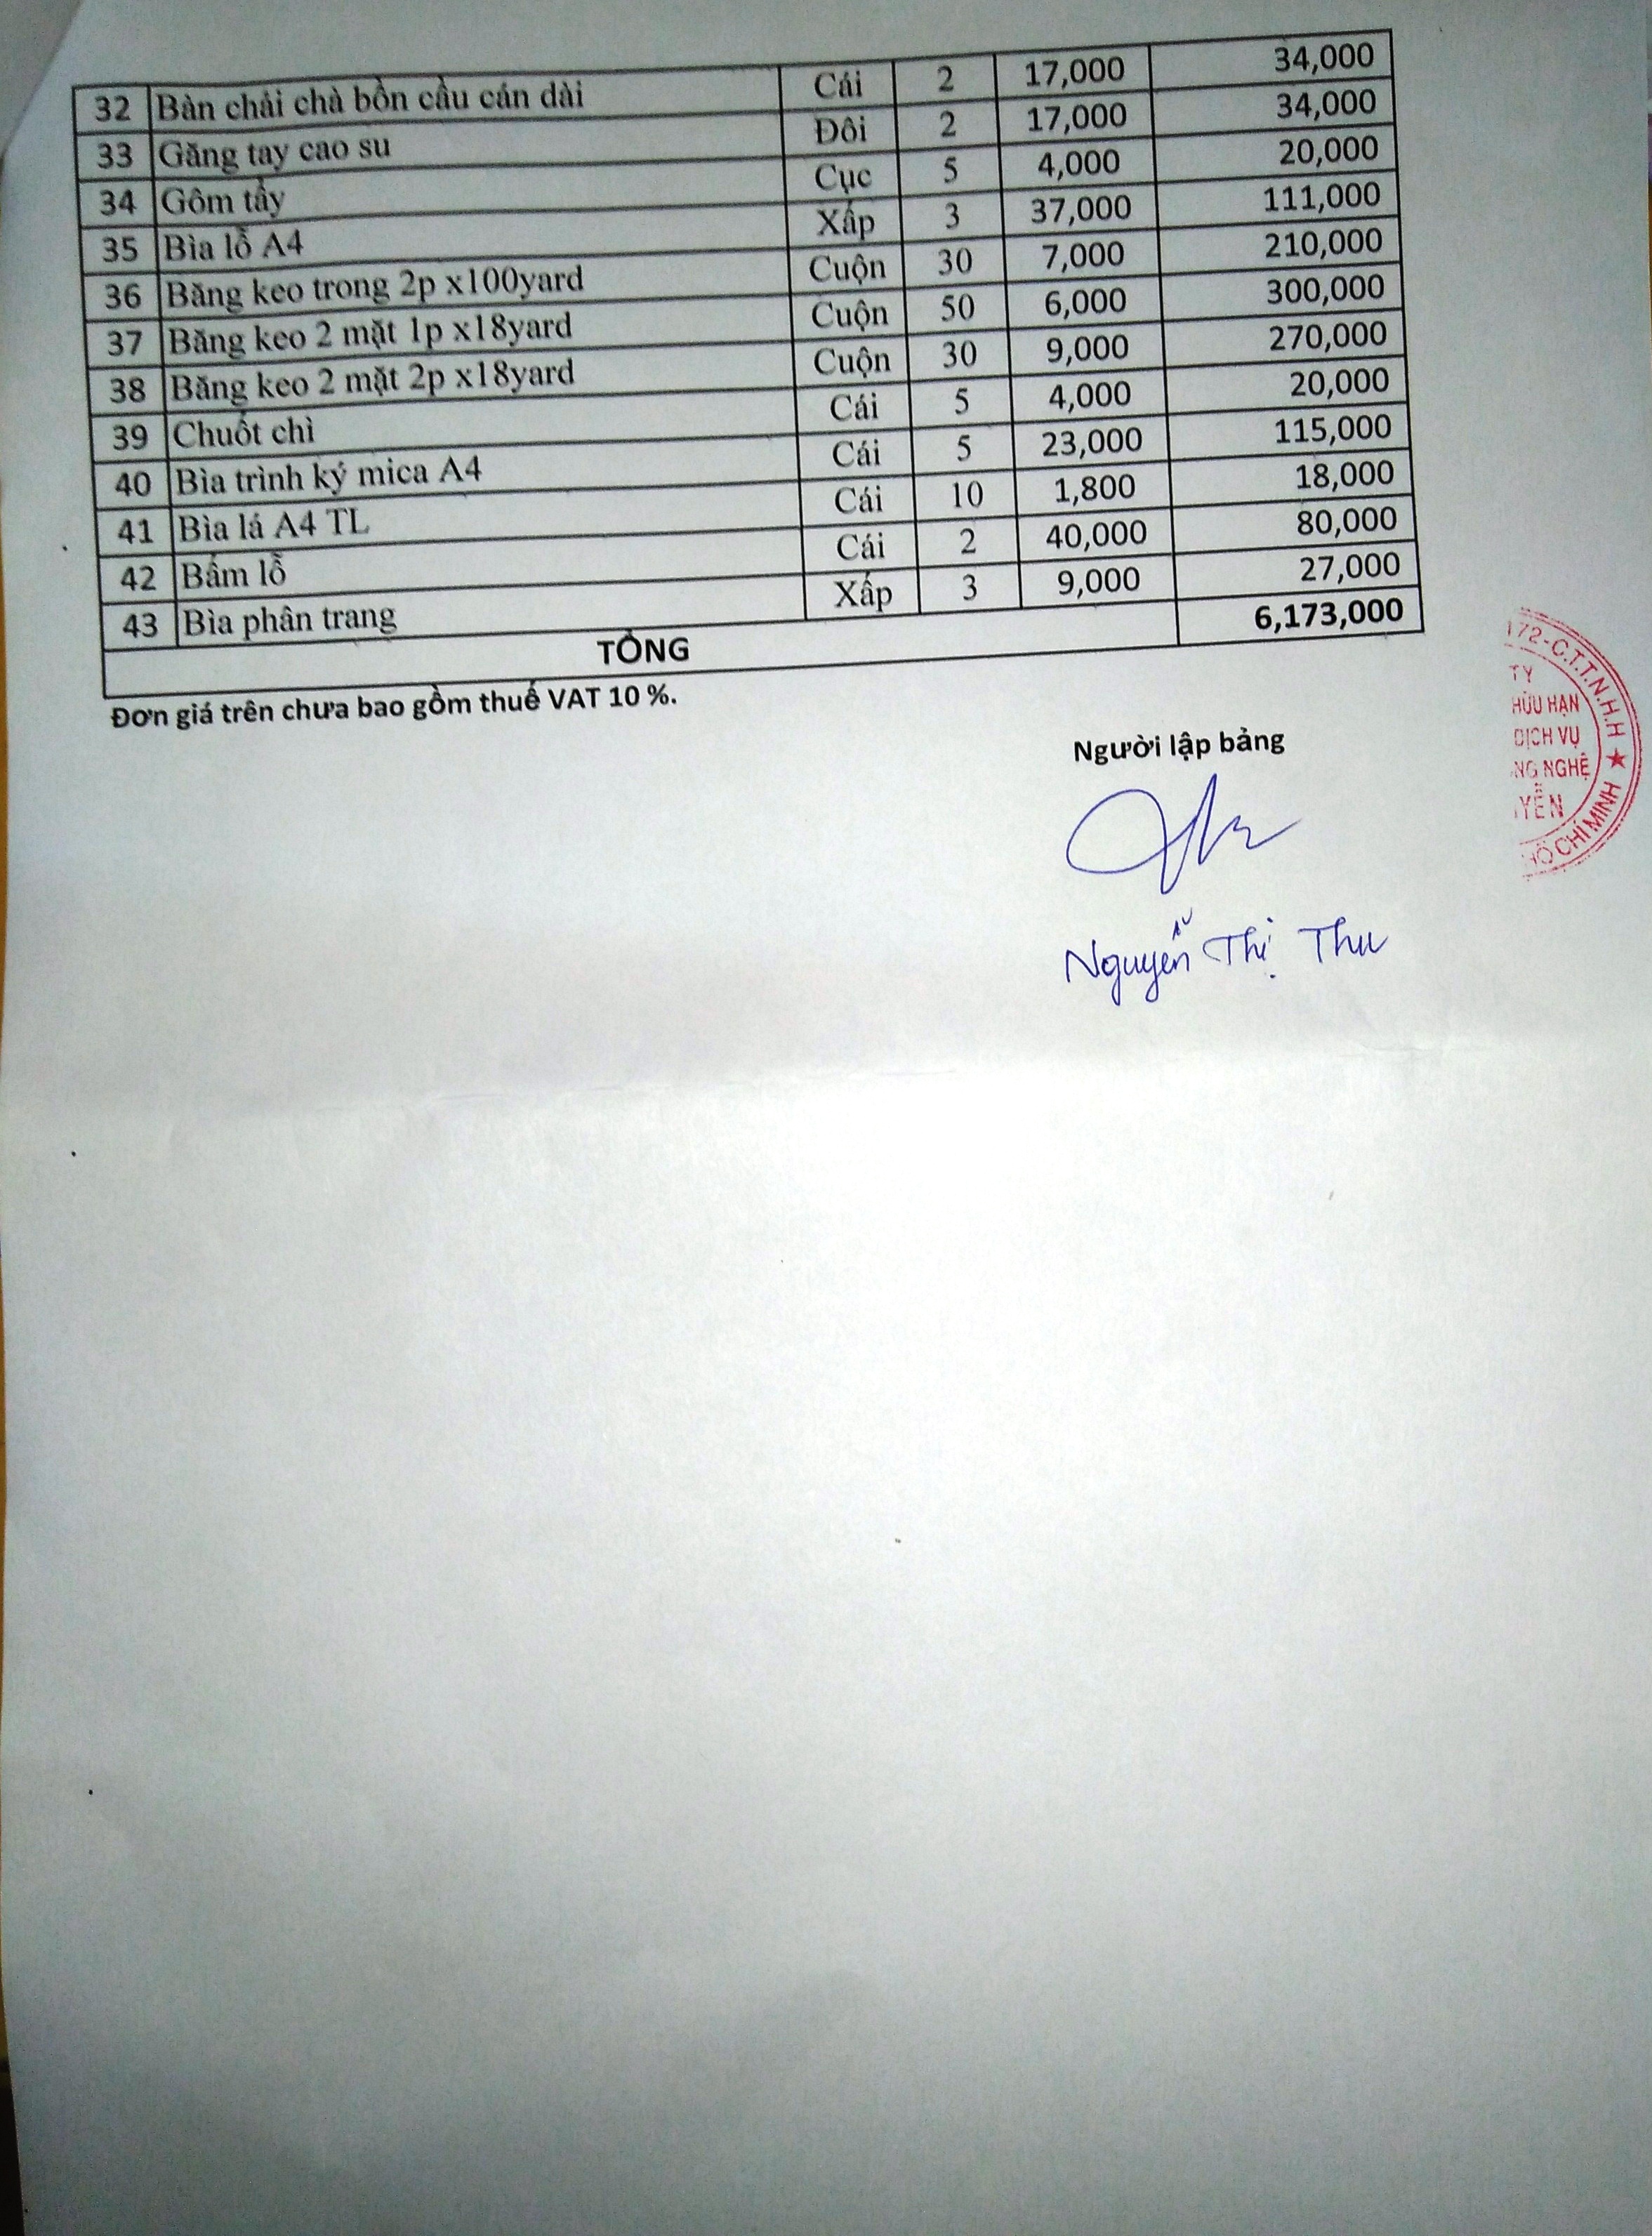 32 Bàn chải chà bồn cầu cán dài Cái 2 17,000 34,000
33 Găng tay cao su Đôi 2 17,000 34,000
34 Gôm tẩy Cục 5 4,000 20,000
35 Bìa lỗ A4 Xấp 3 37,000 111,000
36 Băng keo trong 2p x100yard Cuộn 30 7,000 210,000
37 Băng keo 2 mặt 1p x18yard Cuộn 50 6,000 300,000
38 Băng keo 2 mặt 2p x18yard Cuộn 30 9,000 270,000
39 Chuốt chì Cái 5 4,000 20,000
40 Bìa trình ký mica A4 Cái 5 23,000 115,000
41 Bìa lá A4 TL Cái 10 1,800 18,000
42 Bấm lỗ Cái 2 40,000 80,000
43 Bìa phân trang Xấp 3 9,000 27,000
TỔNG 6,173,000
Đơn giá trên chưa bao gồm thuế VAT 10 %.
Người lập bảng
Nguyễn Thị Thu
172-C.T.T.N.H.H
TY
HỮU HẠN
DỊCH VỤ
NG NGHỆ
YỄN
HỒ CHÍ MINH